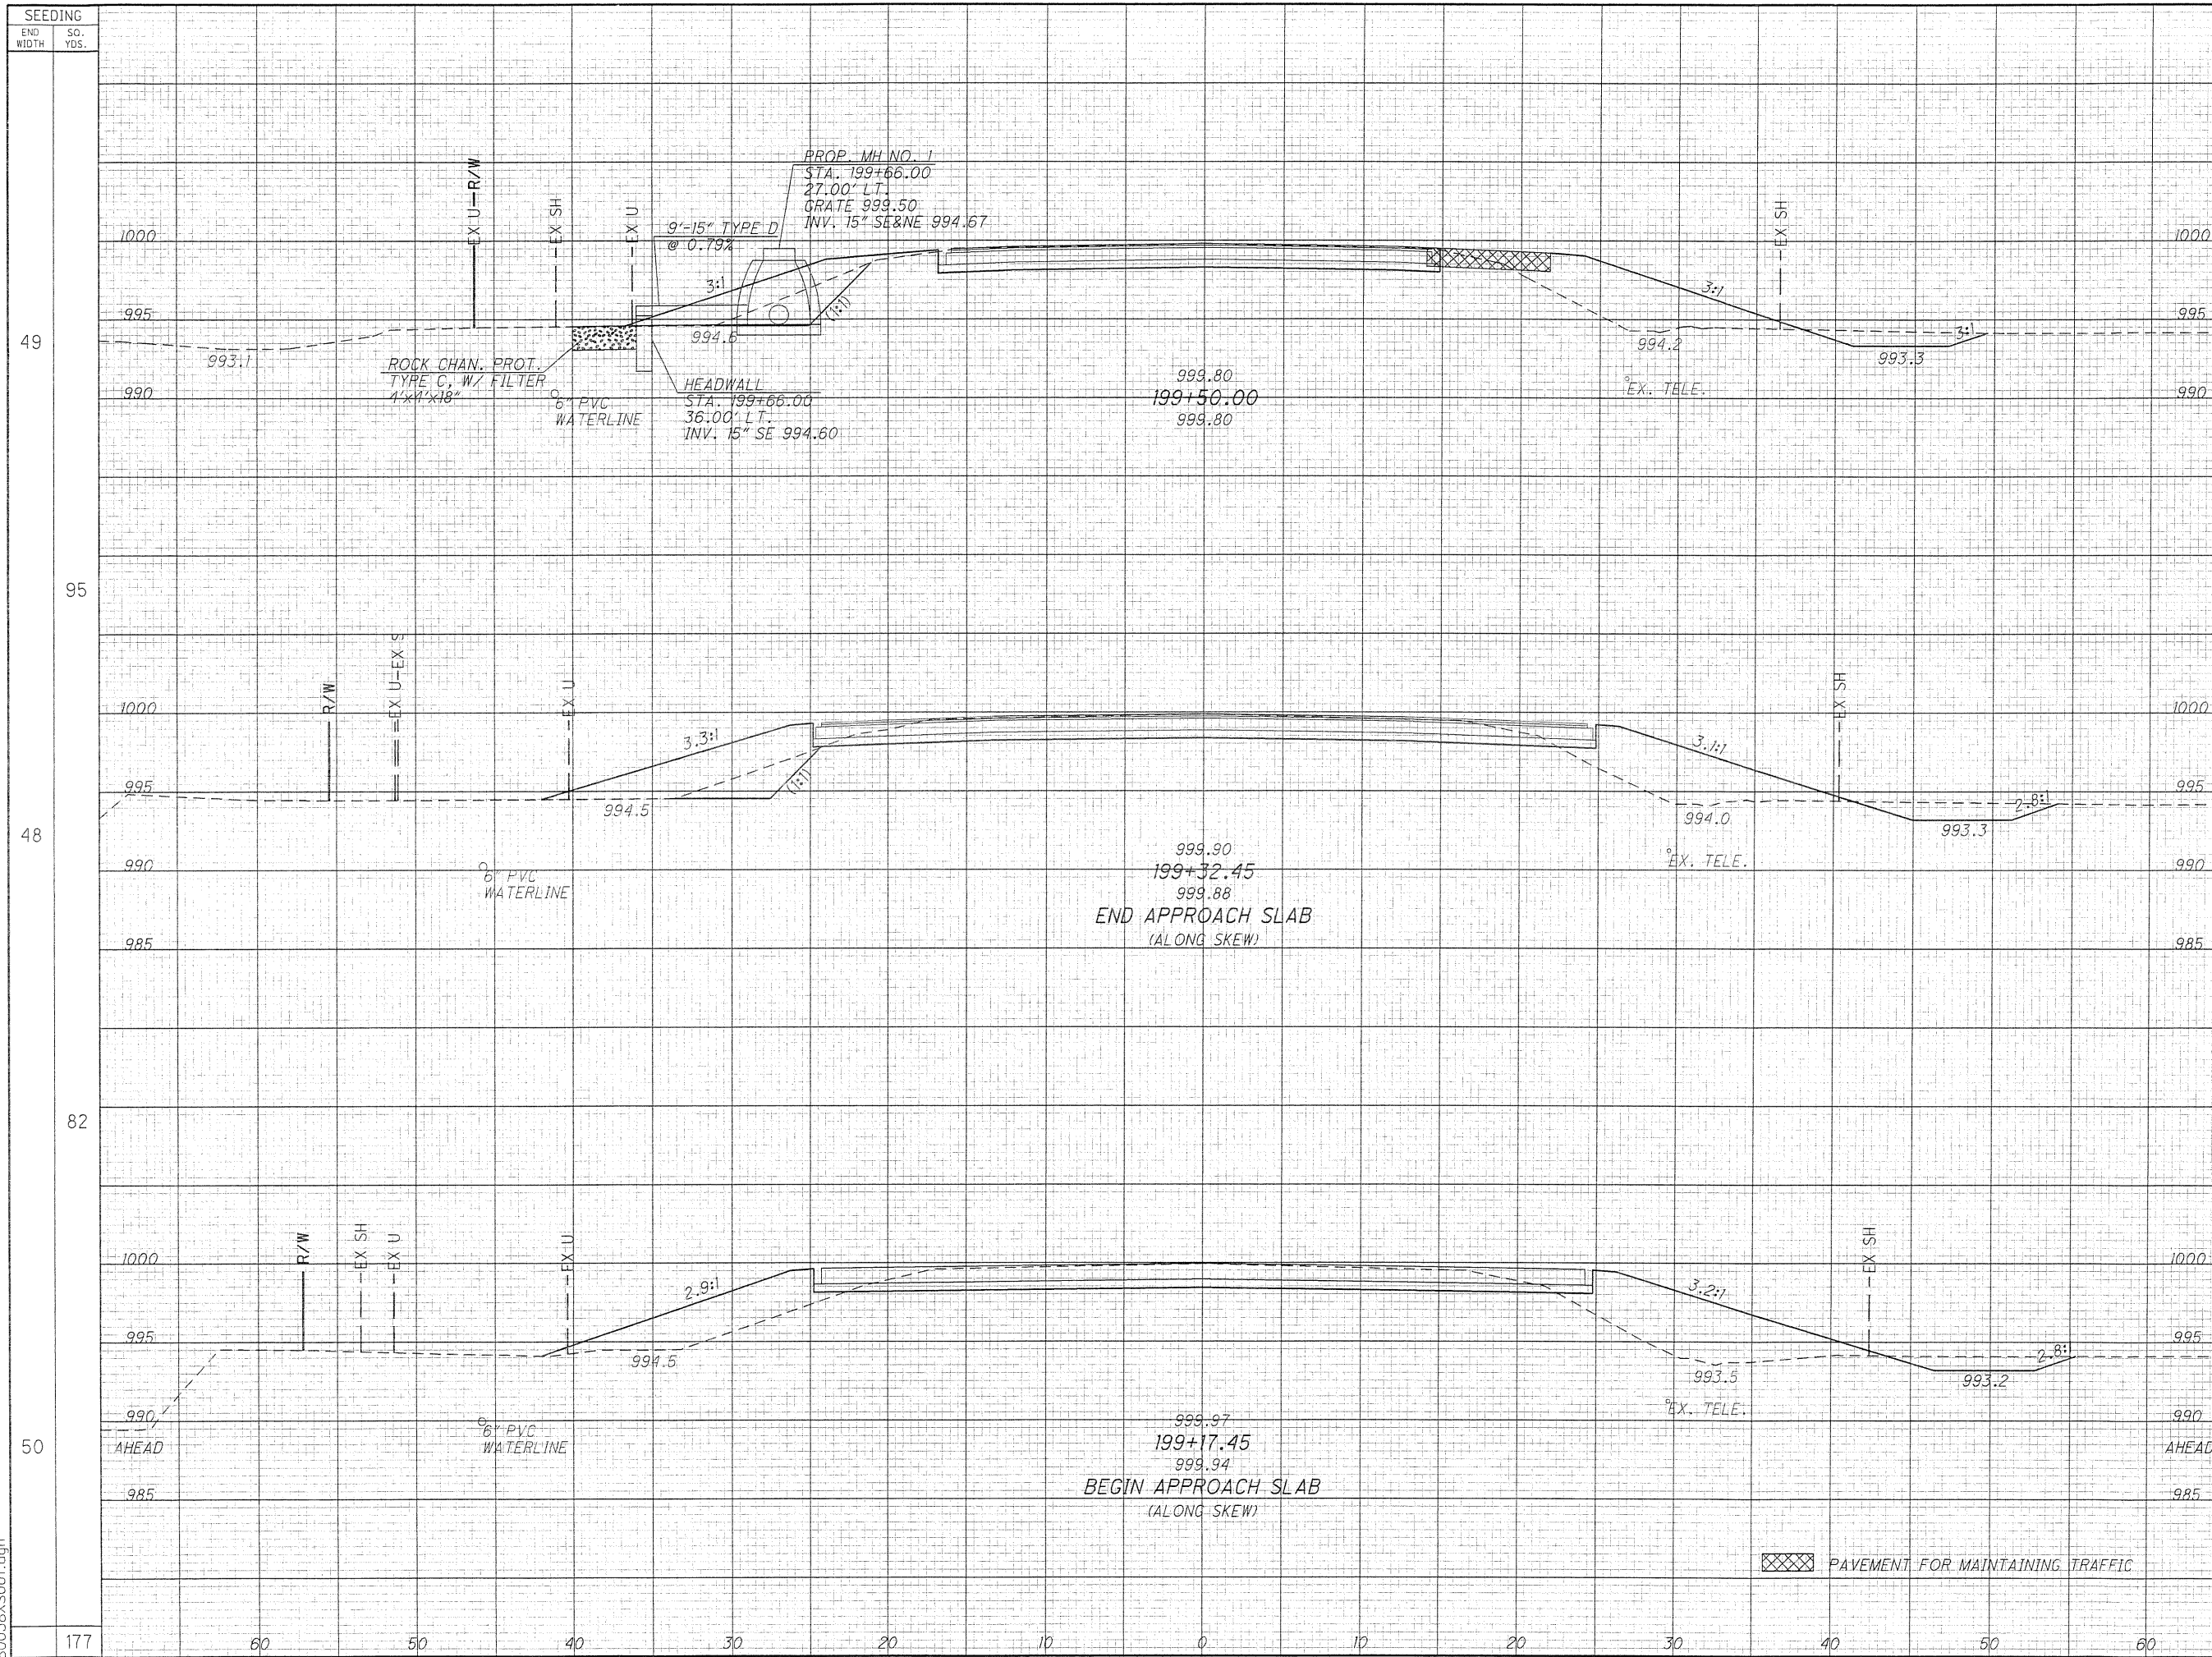 SEEDING
END WIDTH
SQ. YDS.
EX U-R/W
EX SH
EX U
9'-15" TYPE D
@ 0.79%
PROP. MH NO. 1
STA. 199+66.00
27.00' LT.
GRATE 999.50
INV. 15" SE&NE 994.67
EX SH
1000
1000
3:1
(1:1)
3:1
995
995
3:1
49
993.1
994.6
994.2
993.3
ROCK CHAN. PROT.
TYPE C, W/ FILTER
4'x4'x18"
HEADWALL
STA. 199+66.00
36.00' LT.
INV. 15" SE 994.60
6" PVC
WATERLINE
999.80
199+50.00
999.80
EX. TELE.
990
990
95
R/W
EX U-EX S
EX U
EX SH
1000
1000
3.3:1
(1:1)
3.1:1
995
995
2.8:1
994.5
994.0
993.3
48
990
990
6" PVC
WATERLINE
999.90
199+32.45
999.88
END APPROACH SLAB
(ALONG SKEW)
EX. TELE.
985
985
82
R/W
EX SH
EX U
EX U
EX SH
1000
1000
2.9:1
3.2:1
995
995
2.8:1
994.5
993.5
993.2
990
990
AHEAD
AHEAD
50
6" PVC
WATERLINE
999.97
199+17.45
999.94
BEGIN APPROACH SLAB
(ALONG SKEW)
EX. TELE.
985
985
PAVEMENT FOR MAINTAINING TRAFFIC
177
60 50 40 30 20 10 0 10 20 30 40 50 60